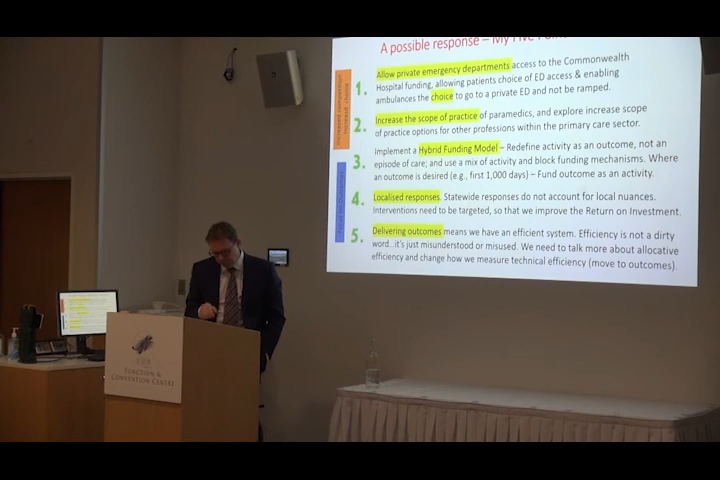 A possible response – My Five Point
1. Allow private emergency departments access to the Commonwealth
Hospital funding, allowing patients choice of ED access & enabling
ambulances the choice to go to a private ED and not be ramped.
2. Increase the scope of practice of paramedics, and explore increase scope
of practice options for other professions within the primary care sector.
3. Implement a Hybrid Funding Model – Redefine activity as an outcome, not an
episode of care; and use a mix of activity and block funding mechanisms. Where
an outcome is desired (e.g., first 1,000 days) – Fund outcome as an activity.
4. Localised responses. Statewide responses do not account for local nuances.
Interventions need to be targeted, so that we improve the Return on Investment.
5. Delivering outcomes means we have an efficient system. Efficiency is not a dirty
word...it's just misunderstood or misused. We need to talk more about allocative
efficiency and change how we measure technical efficiency (move to outcomes).
Increased competition
Increase choice
Function &
Convention Centre